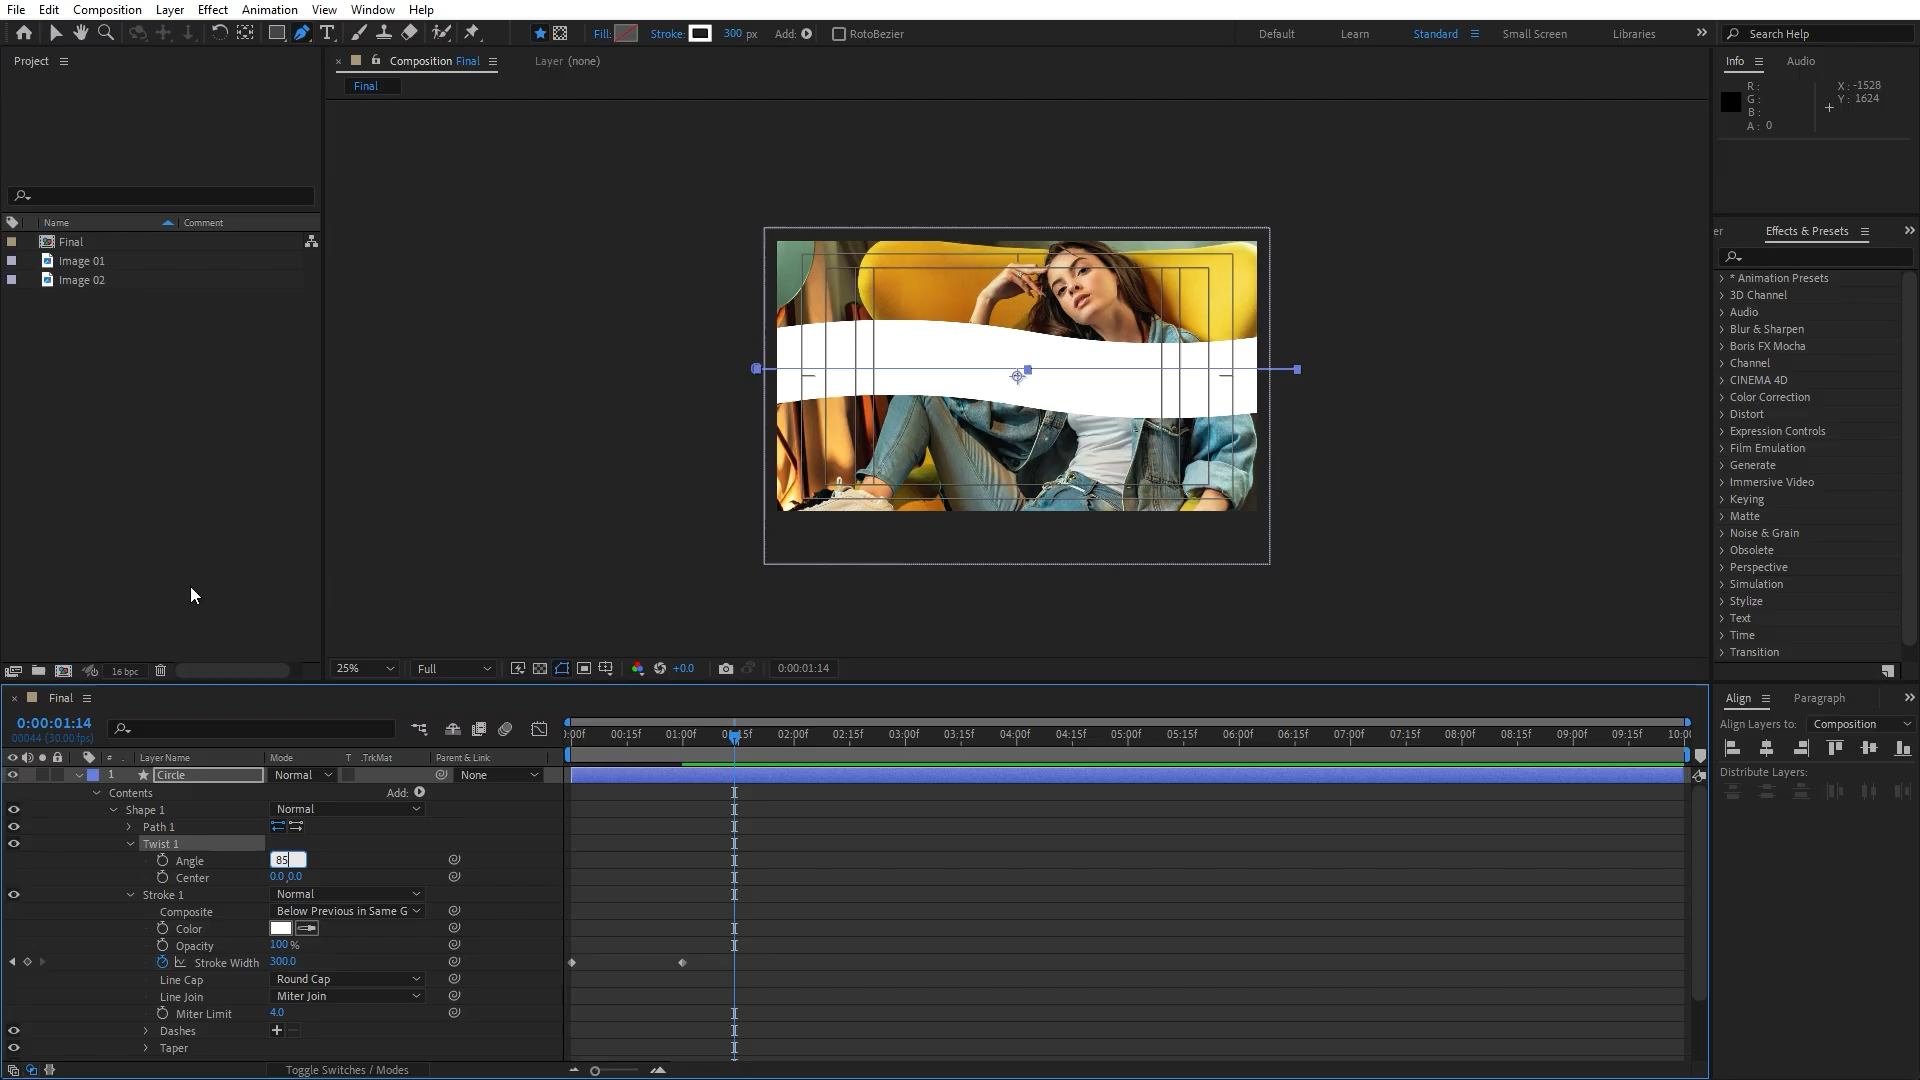 File Edit Composition Layer Effect Animation View Window Help
Fill: Stroke: 300 px Add: RotoBezier Default Learn Standard Small Screen Libraries Search Help
Project
Composition Final Layer (none)
Final
Info Audio
R :
G :
B :
A : 0
X : -1528
Y : 1624
Name Comment
Final
Image 01
Image 02
16 bpc
Effects & Presets
* Animation Presets
3D Channel
Audio
Blur & Sharpen
Boris FX Mocha
Channel
CINEMA 4D
Color Correction
Distort
Expression Controls
Film Emulation
Generate
Immersive Video
Keying
Matte
Noise & Grain
Obsolete
Perspective
Simulation
Stylize
Text
Time
Transition
25% Full +0.0 0:00:01:14
Final
0:00:01:14
00044 (30.00 fps)
:00f 00:15f 01:00f 01:15f 02:00f 02:15f 03:00f 03:15f 04:00f 04:15f 05:00f 05:15f 06:00f 06:15f 07:00f 07:15f 08:00f 08:15f 09:00f 09:15f 10:00
# . Layer Name Mode T .TrkMat Parent & Link
1 Circle Normal None
Contents Add:
Shape 1 Normal
Path 1
Twist 1
Angle 85
Center 0.0,0.0
Stroke 1 Normal
Composite Below Previous in Same G
Color
Opacity 100 %
Stroke Width 300.0
Line Cap Round Cap
Line Join Miter Join
Miter Limit 4.0
Dashes
Taper
Toggle Switches / Modes
Align Paragraph
Align Layers to: Composition
Distribute Layers: